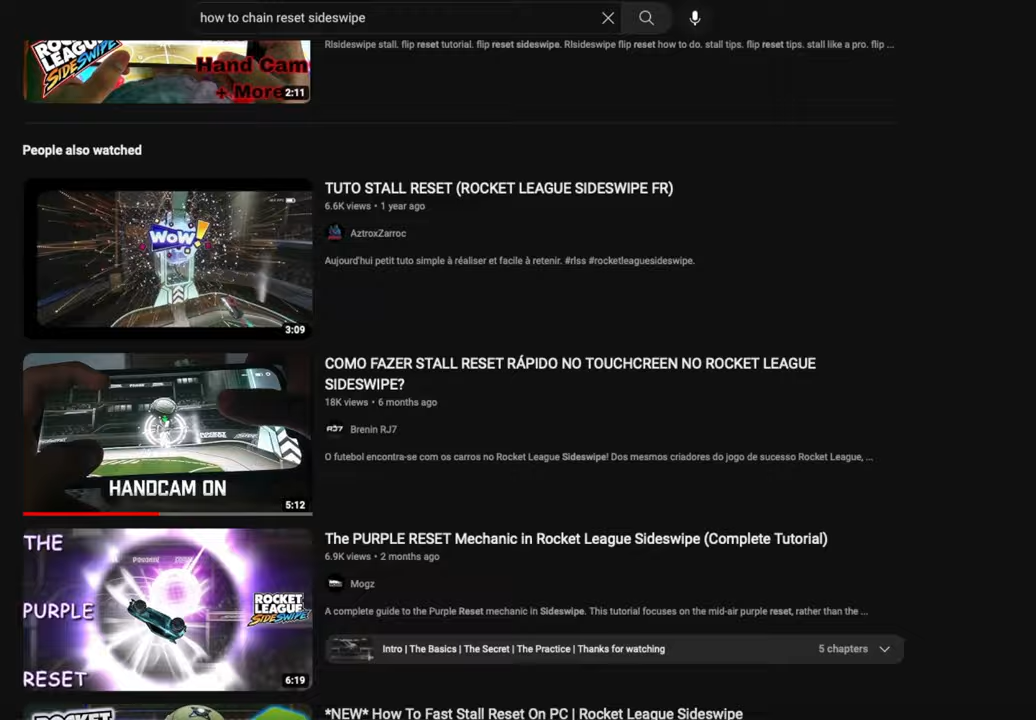 how to chain reset sideswipe
ROCKET
LEAGUE
SIDESWIPE
Hand Cam
+ More
2:11
Rlsideswipe stall. flip reset tutorial. flip reset sideswipe. Rlsideswipe flip reset how to do. stall tips. flip reset tips. stall like a pro. flip ...
People also watched
WOW!
3:09
TUTO STALL RESET (ROCKET LEAGUE SIDESWIPE FR)
6.6K views • 1 year ago
AztroxZarroc
Aujourd'hui petit tuto simple à réaliser et facile à retenir. #rlss #rocketleaguesideswipe.
HANDCAM ON
5:12
COMO FAZER STALL RESET RÁPIDO NO TOUCHCREEN NO ROCKET LEAGUE
SIDESWIPE?
18K views • 6 months ago
Brenin RJ7
O futebol encontra-se com os carros no Rocket League Sideswipe! Dos mesmos criadores do jogo de sucesso Rocket League, ...
THE
PURPLE
RESET
ROCKET
LEAGUE
SIDESWIPE
6:19
The PURPLE RESET Mechanic in Rocket League Sideswipe (Complete Tutorial)
6.9K views • 2 months ago
Mogz
A complete guide to the Purple Reset mechanic in Sideswipe. This tutorial focuses on the mid-air purple reset, rather than the ...
Intro | The Basics | The Secret | The Practice | Thanks for watching
5 chapters
ROCKET
*NEW* How To Fast Stall Reset On PC | Rocket League Sideswipe